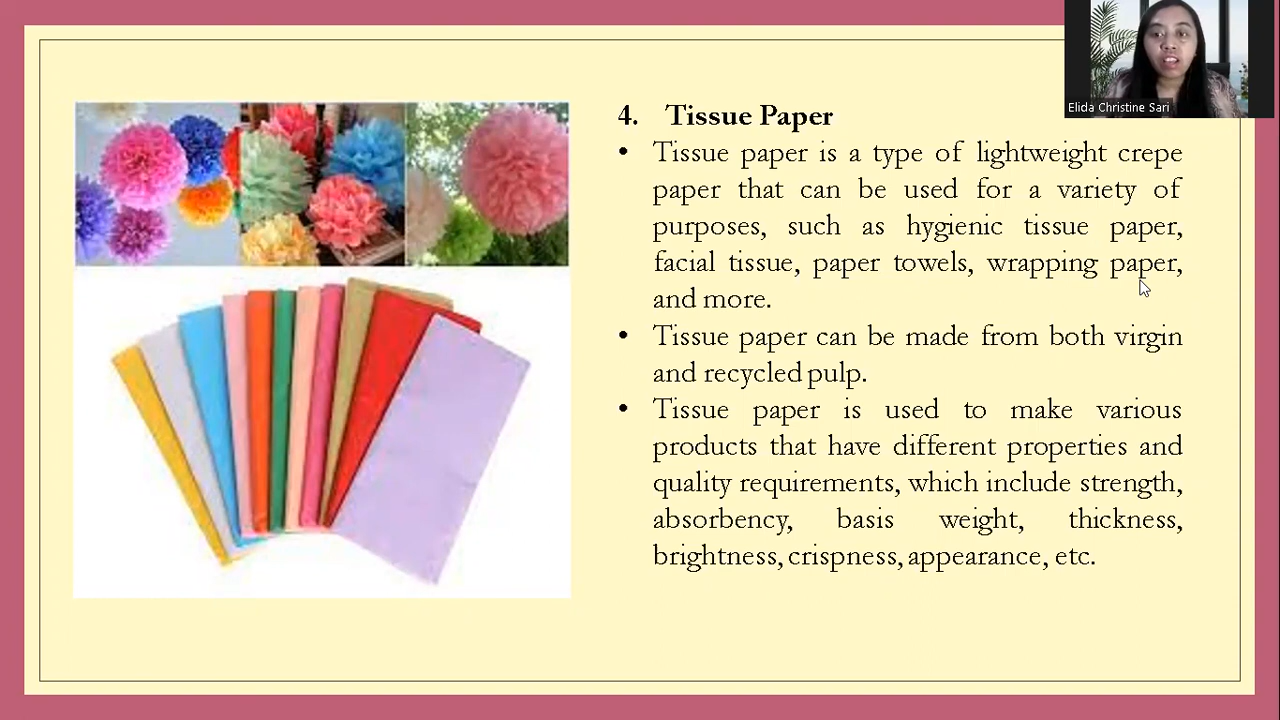 Elida Christine Sari
4. Tissue Paper
• Tissue paper is a type of lightweight crepe
paper that can be used for a variety of
purposes, such as hygienic tissue paper,
facial tissue, paper towels, wrapping paper,
and more.
• Tissue paper can be made from both virgin
and recycled pulp.
• Tissue paper is used to make various
products that have different properties and
quality requirements, which include strength,
absorbency, basis weight, thickness,
brightness, crispness, appearance, etc.